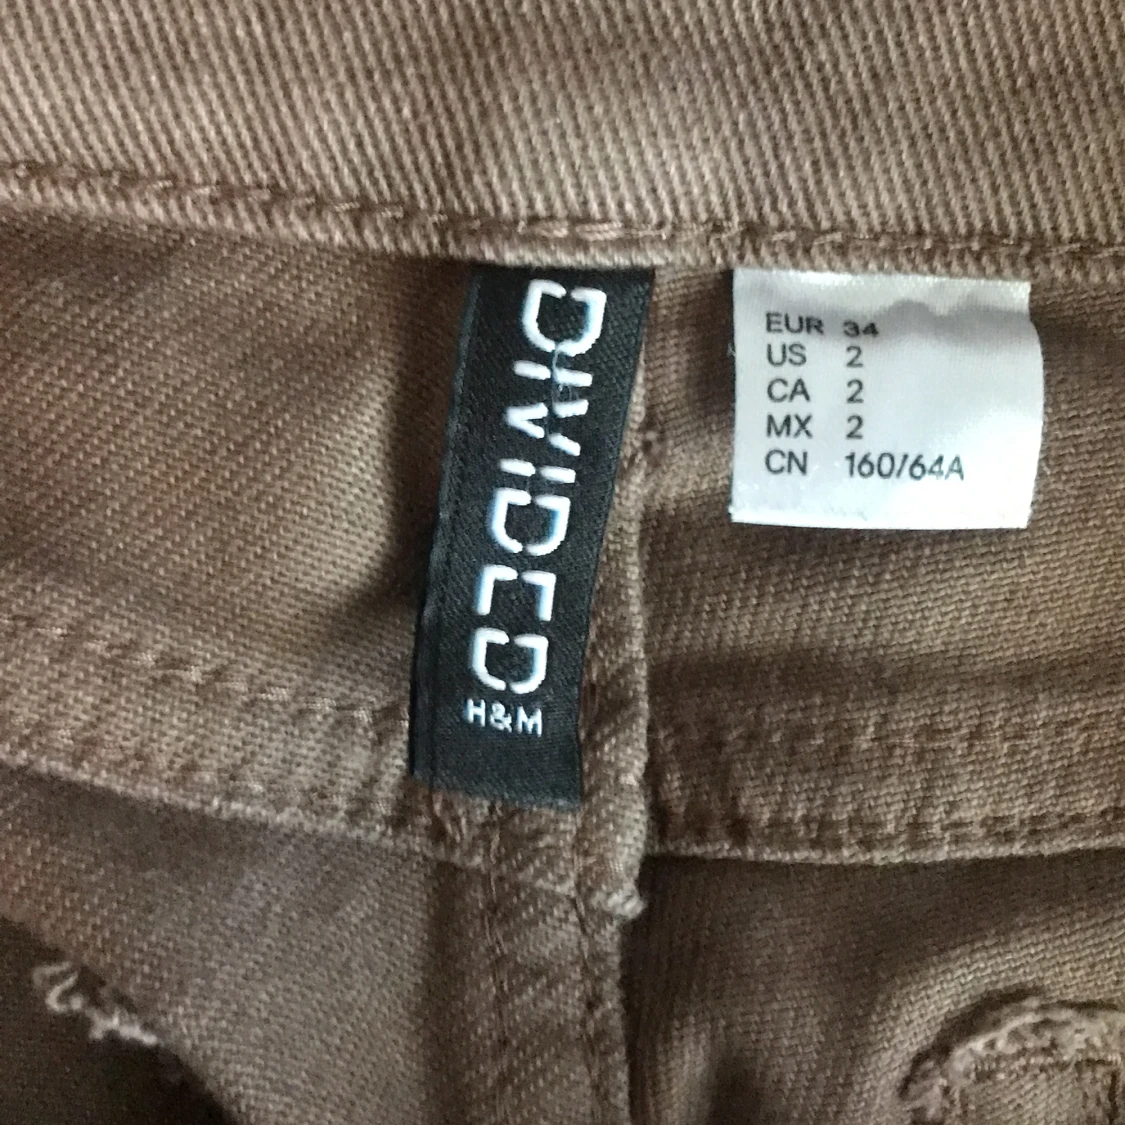 DIVIDED
H&M
EUR 34
US 2
CA 2
MX 2
CN 160/64A